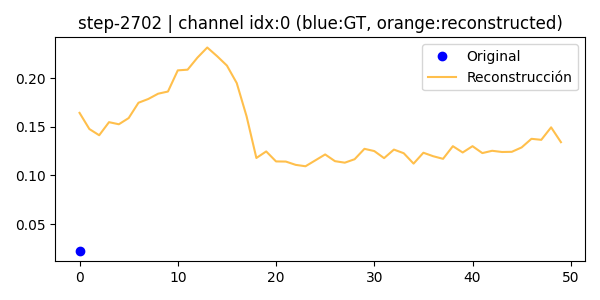 step-2702 | channel idx:0 (blue:GT, orange:reconstructed)
Original
Reconstrucción
0.20
0.15
0.10
0.05
0 10 20 30 40 50